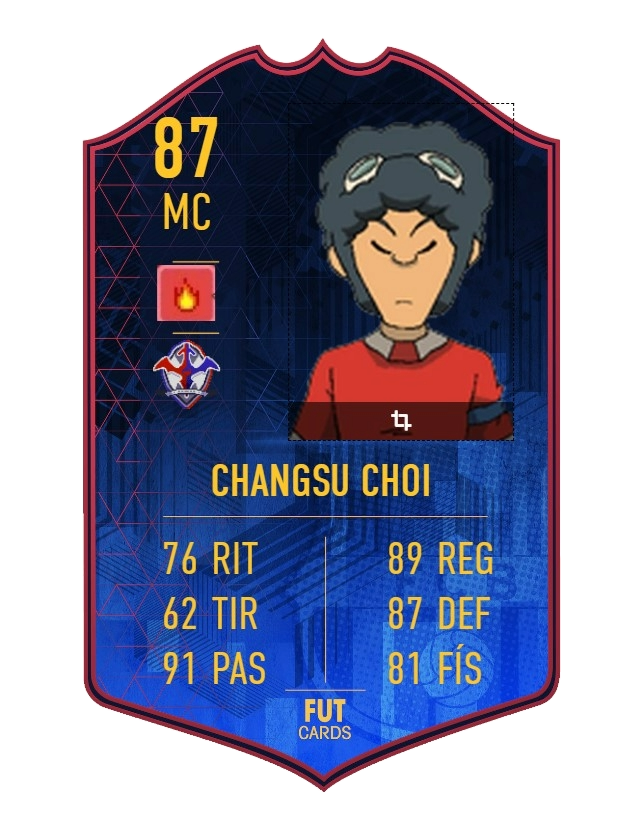 87
MC
CHANGSU CHOI
76 RIT
62 TIR
91 PAS
89 REG
87 DEF
81 FÍS
FUT
CARDS